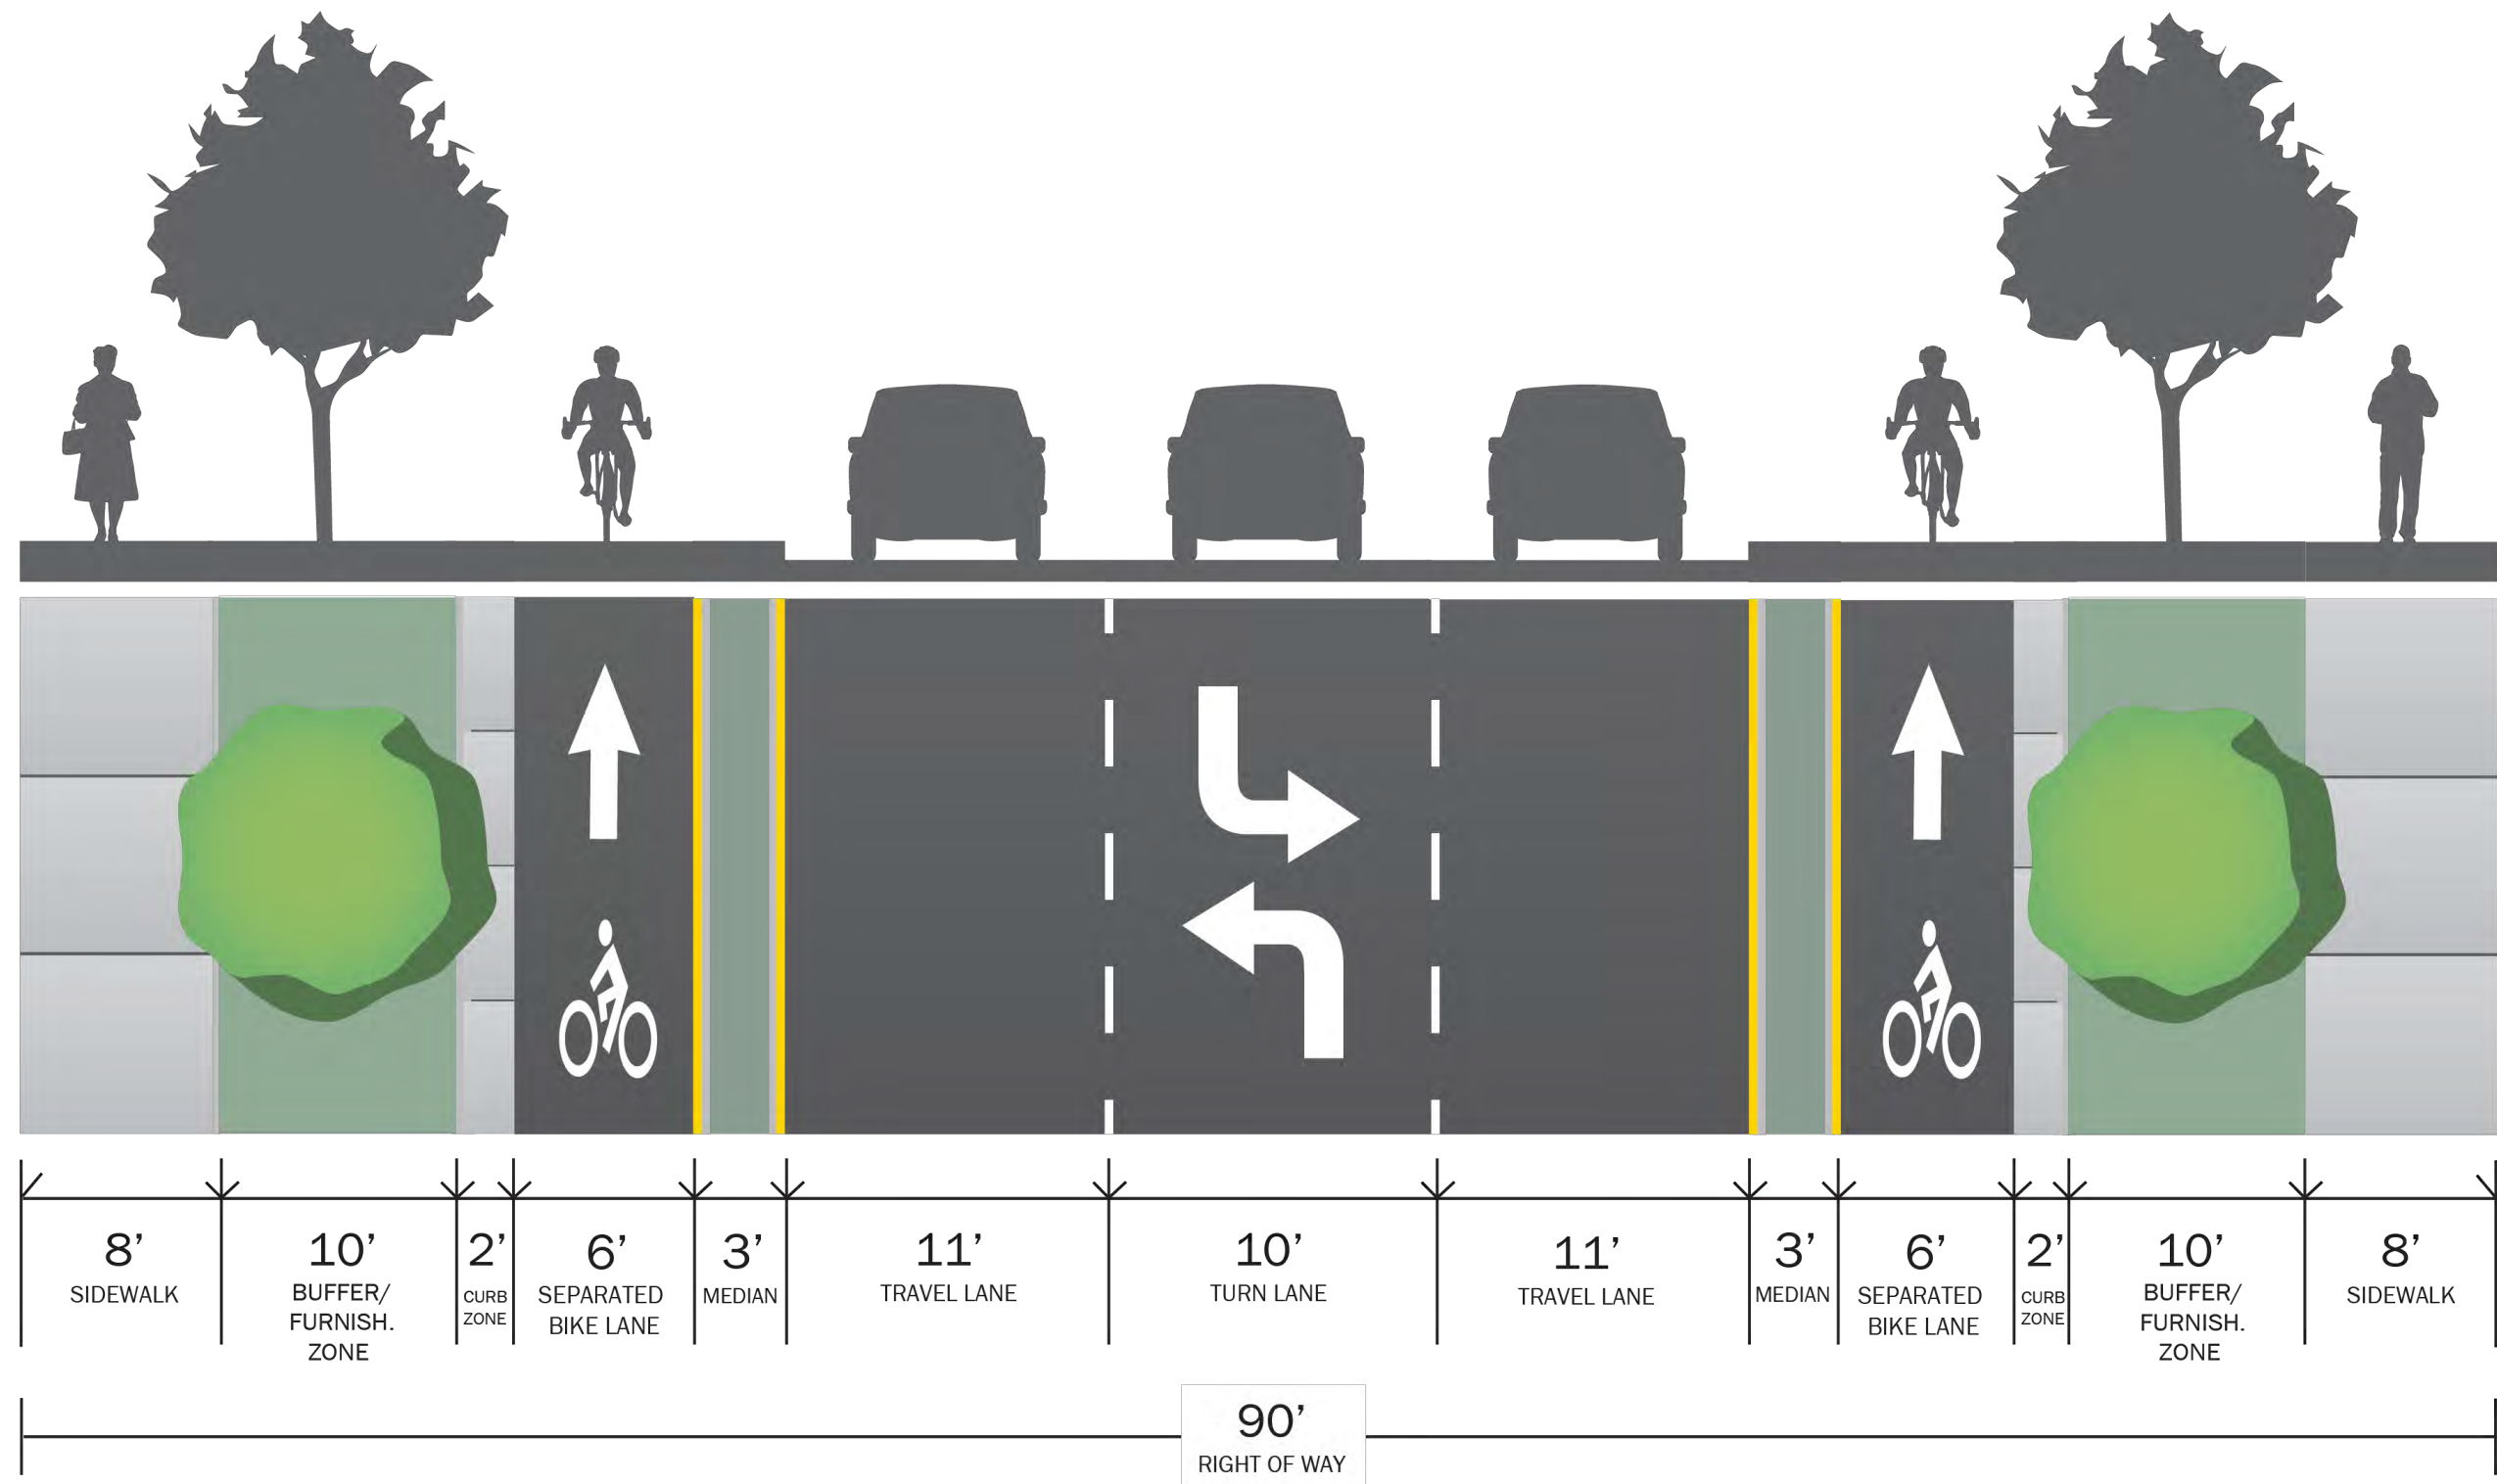 8’
SIDEWALK
10’
BUFFER/
FURNISH.
ZONE
2’
CURB
ZONE
6’
SEPARATED
BIKE LANE
3’
MEDIAN
11’
TRAVEL LANE
10’
TURN LANE
11’
TRAVEL LANE
3’
MEDIAN
6’
SEPARATED
BIKE LANE
2’
CURB
ZONE
10’
BUFFER/
FURNISH.
ZONE
8’
SIDEWALK
90’
RIGHT OF WAY